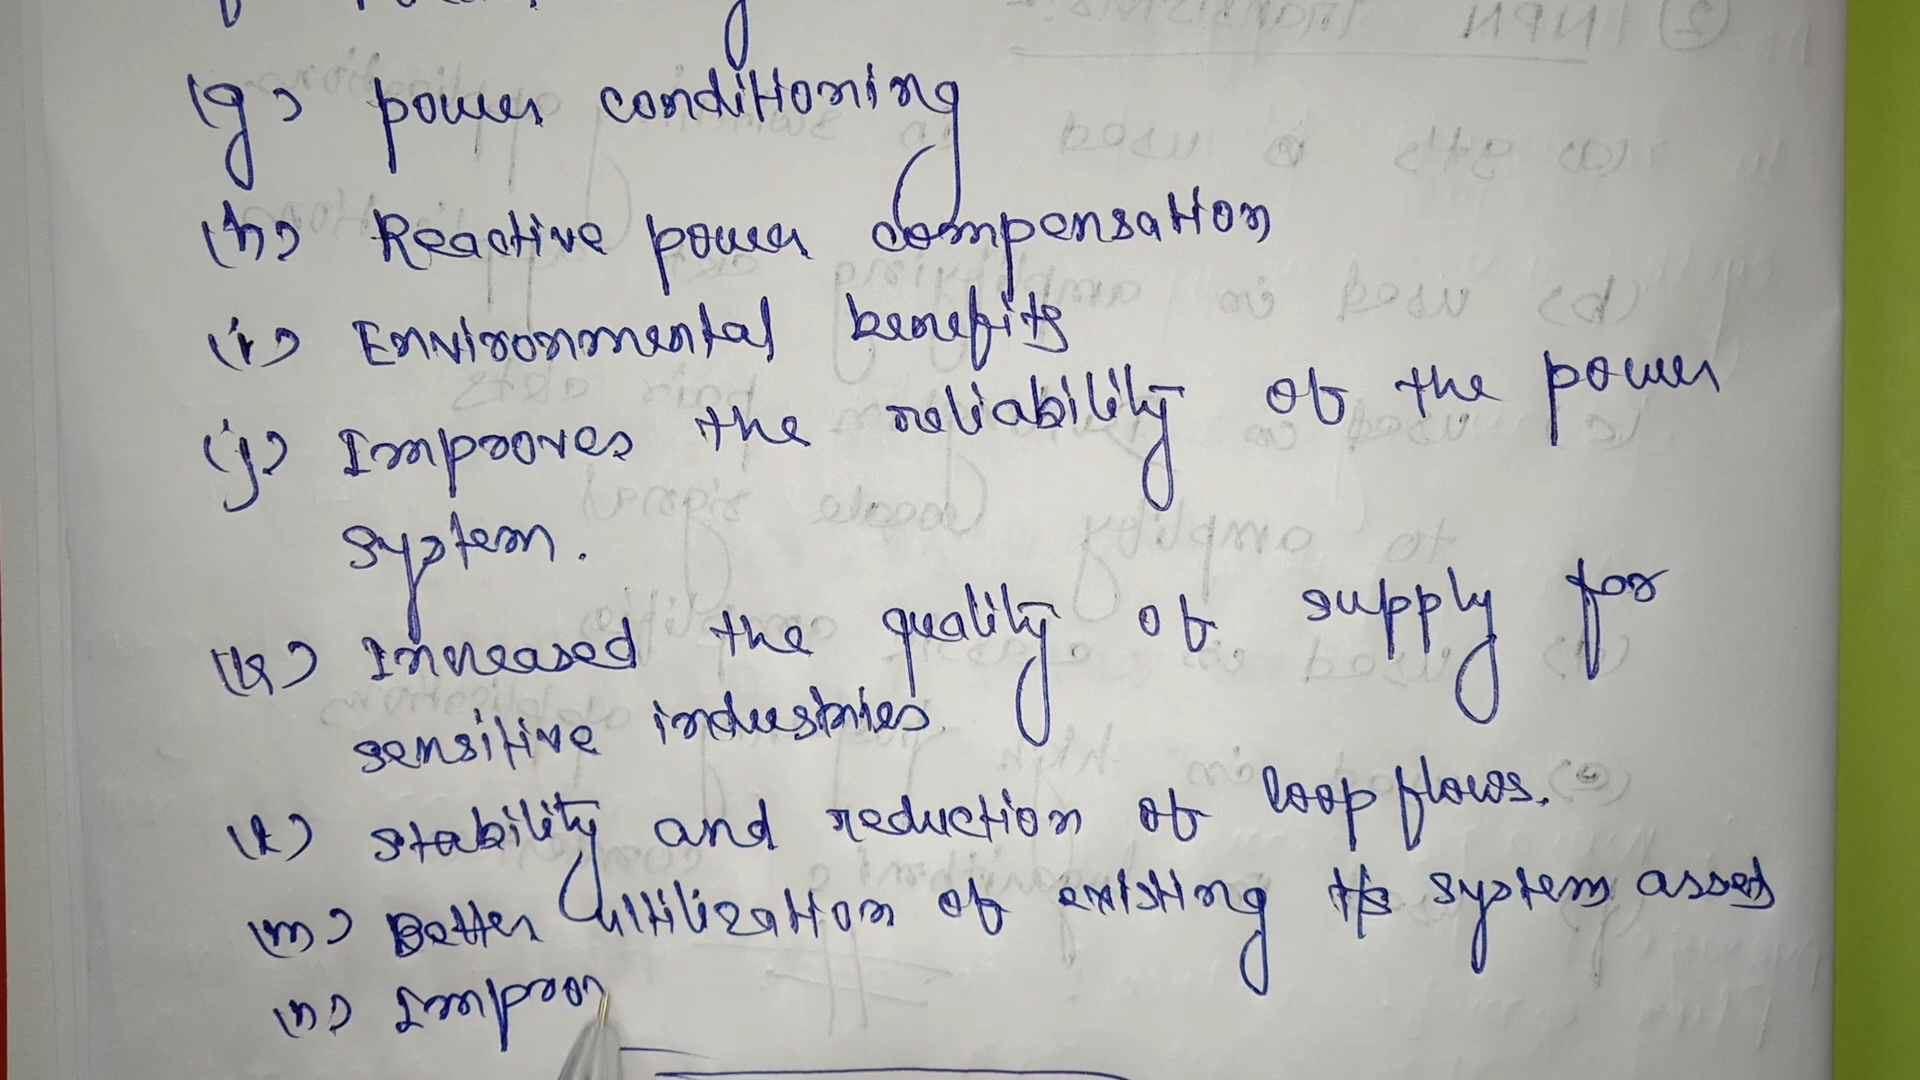 (g) power conditioning
(h) Reactive power compensation
(i) Environmental benefits
(j) Improves the reliability of the power
system.
(k) Increased the quality of supply for
sensitive industries.
(l) stability and reduction of loop flows.
(m) Better utilization of existing t/s system assets
(n) Improv